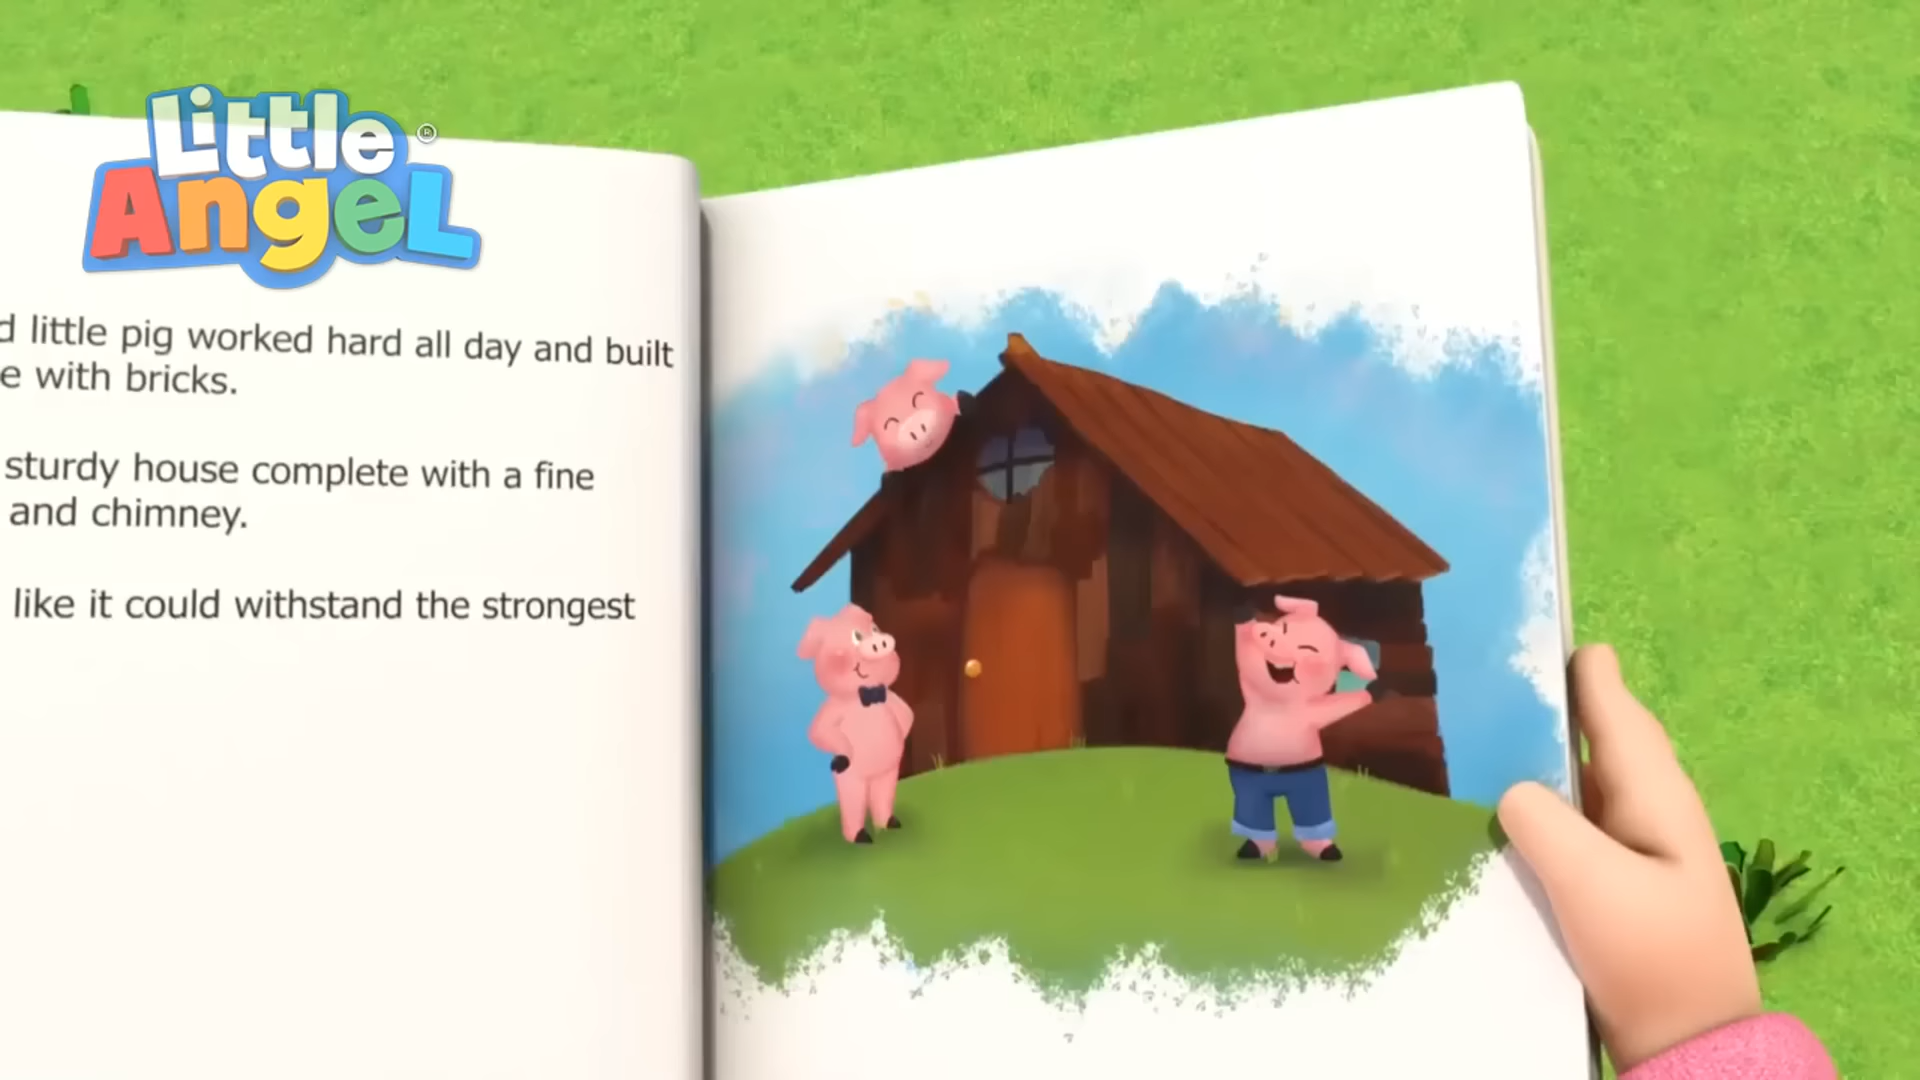 Little
Angel
®
d little pig worked hard all day and built
e with bricks.
sturdy house complete with a fine
and chimney.
like it could withstand the strongest